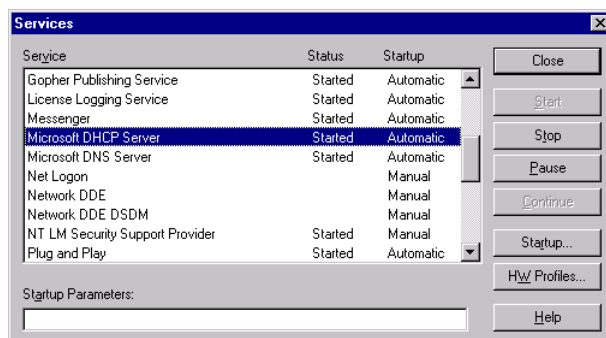 Services
Service Status Startup
Gopher Publishing Service Started Automatic
License Logging Service Started Automatic
Messenger Started Automatic
Microsoft DHCP Server Started Automatic
Microsoft DNS Server Started Automatic
Net Logon Manual
Network DDE Manual
Network DDE DSDM Manual
NT LM Security Support Provider Started Manual
Plug and Play Started Automatic
Startup Parameters:
Close
Start
Stop
Pause
Continue
Startup...
HW Profiles...
Help